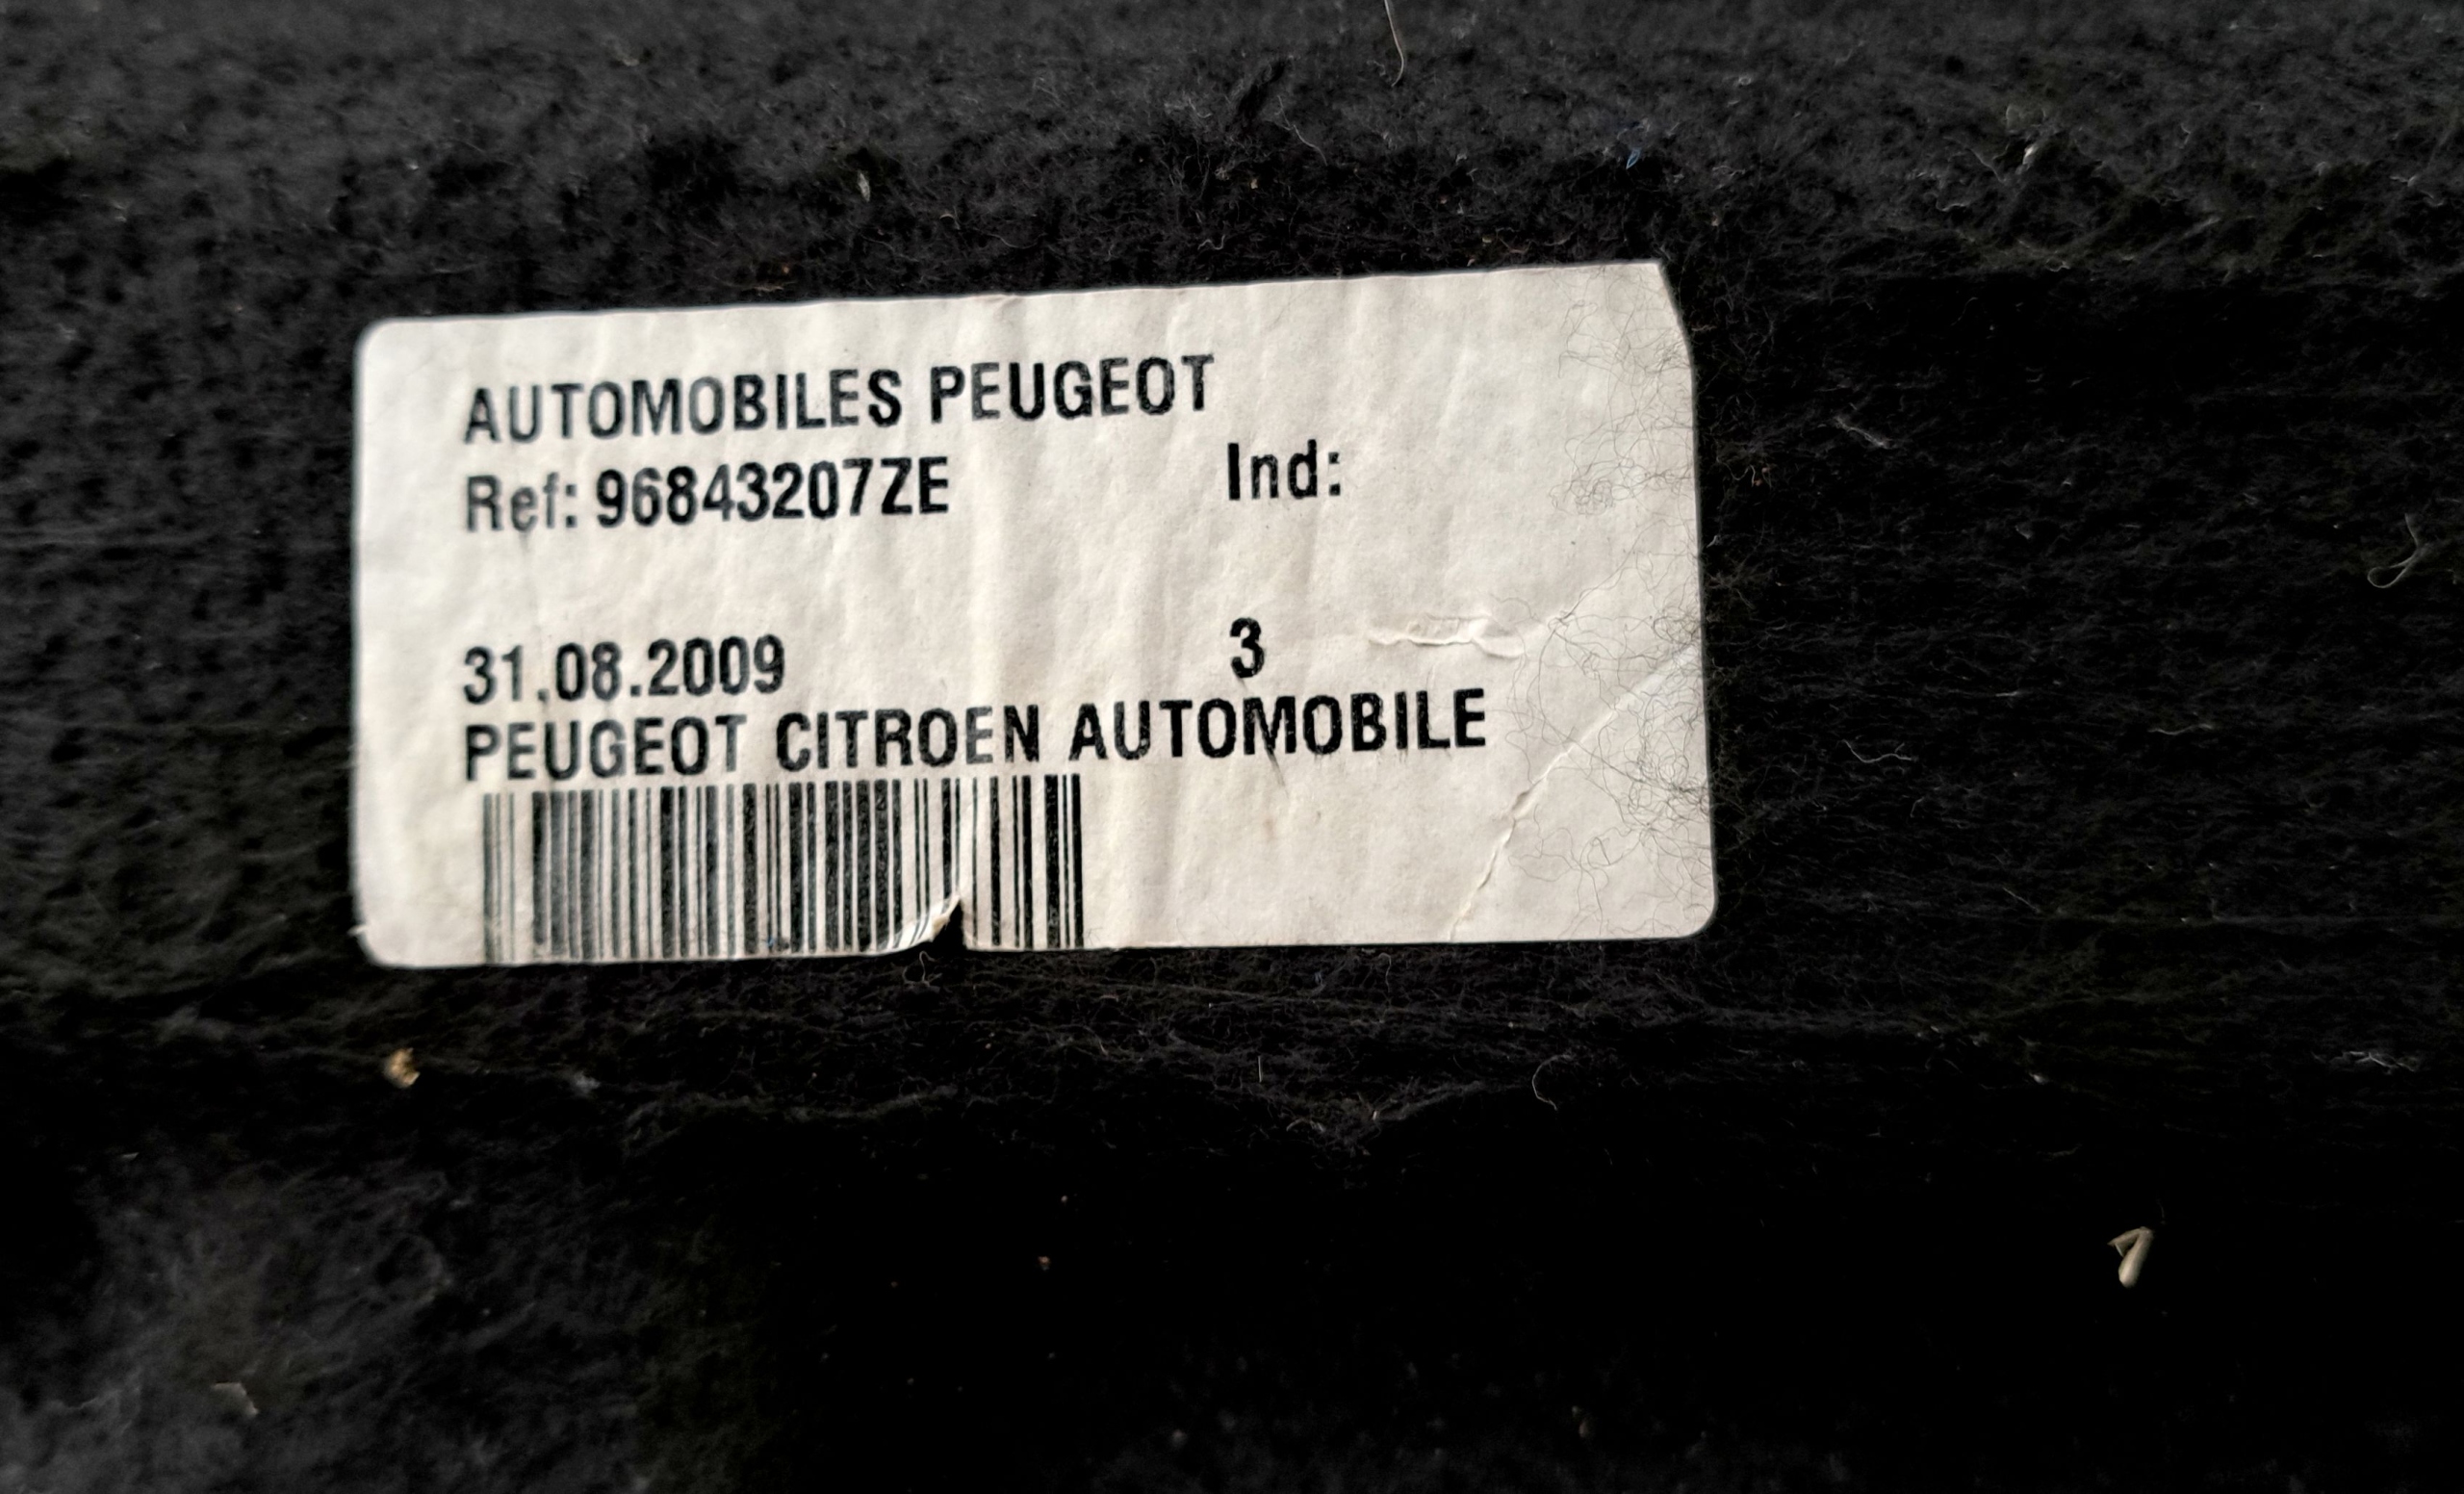 AUTOMOBILES PEUGEOT
Ref: 96843207ZE Ind:
31.08.2009 3
PEUGEOT CITROEN AUTOMOBILE